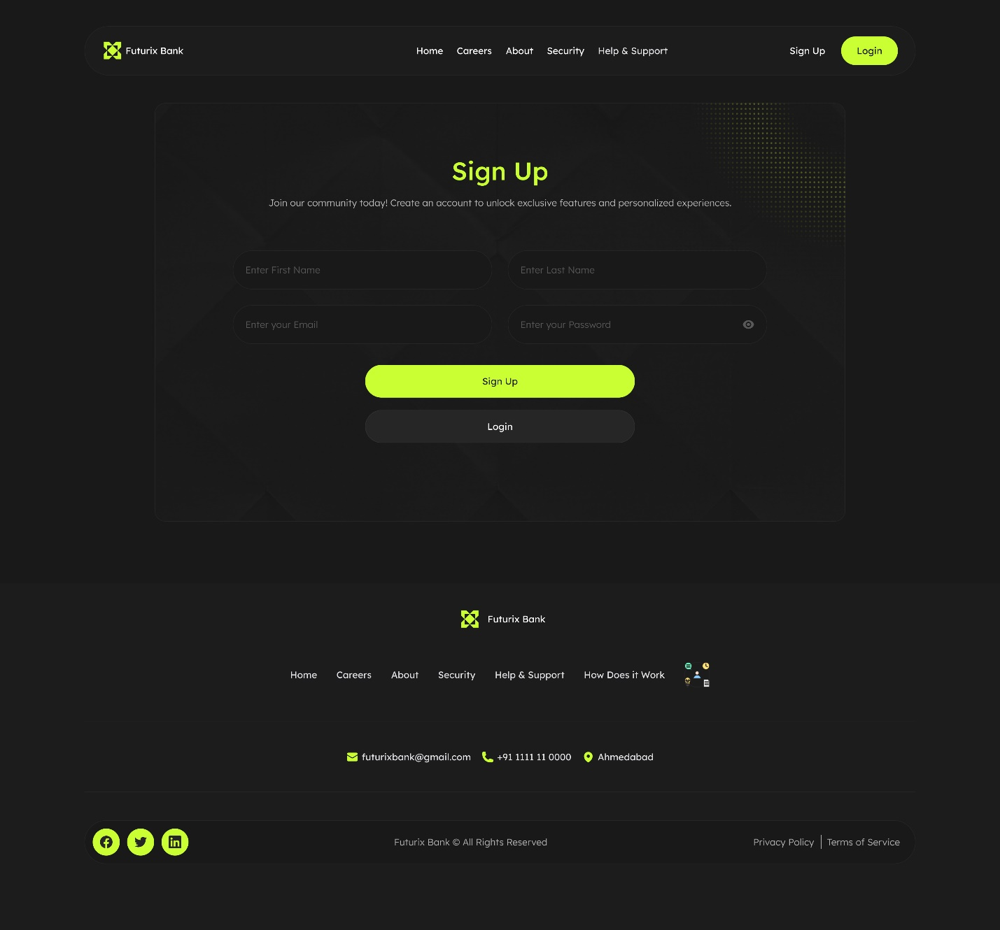 Futurix Bank
Home Careers About Security Help & Support
Sign Up Login
Sign Up
Join our community today! Create an account to unlock exclusive features and personalized experiences.
Enter First Name
Enter Last Name
Enter your Email
Enter your Password
Sign Up
Login
Futurix Bank
Home Careers About Security Help & Support How Does it Work
futurixbank@gmail.com +91 1111 11 0000 Ahmedabad
Futurix Bank © All Rights Reserved
Privacy Policy | Terms of Service